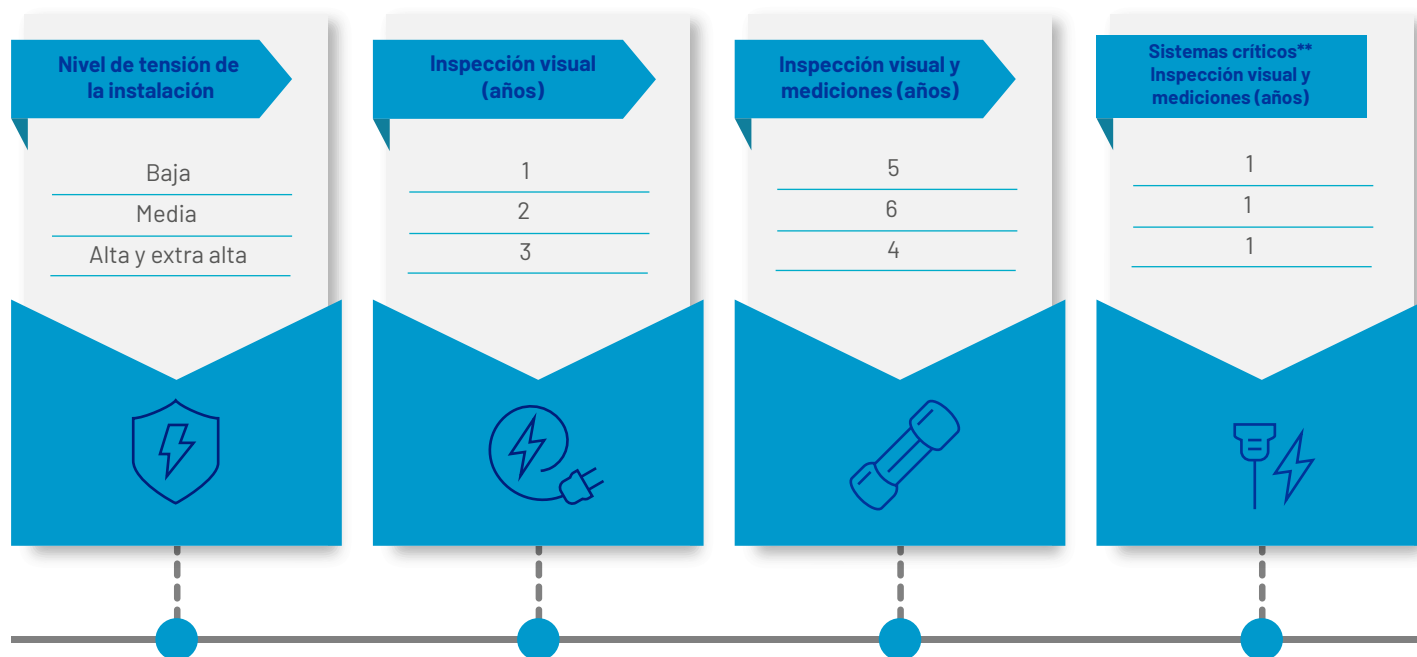 Nivel de tensión de
la instalación
Baja
Media
Alta y extra alta
Inspección visual
(años)
1
2
3
Inspección visual y
mediciones (años)
5
6
4
Sistemas críticos**
Inspección visual y
mediciones (años)
1
1
1